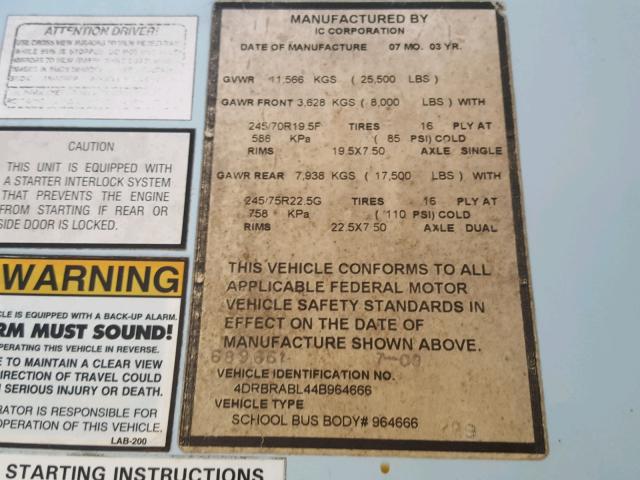 ATTENTION DRIVER!
CAUTION
THIS UNIT IS EQUIPPED WITH
A STARTER INTERLOCK SYSTEM
THAT PREVENTS THE ENGINE
FROM STARTING IF REAR OR
SIDE DOOR IS LOCKED.
WARNING
CLE IS EQUIPPED WITH A BACK-UP ALARM.
RM MUST SOUND!
PERATING THIS VEHICLE IN REVERSE.
E TO MAINTAIN A CLEAR VIEW
DIRECTION OF TRAVEL COULD
N SERIOUS INJURY OR DEATH.
RATOR IS RESPONSIBLE FOR
OPERATION OF THIS VEHICLE.
LAB-200
STARTING INSTRUCTIONS
MANUFACTURED BY
IC CORPORATION
DATE OF MANUFACTURE 07 MO. 03 YR.
GVWR 11,566 KGS ( 25,500 LBS)
GAWR FRONT 3,628 KGS ( 8,000 LBS) WITH
245/70R19.5F TIRES 16 PLY AT
586 KPa ( 85 PSI) COLD
RIMS 19.5X7.50 AXLE SINGLE
GAWR REAR 7,938 KGS ( 17,500 LBS) WITH
245/75R22.5G TIRES 16 PLY AT
758 KPa ( 110 PSI) COLD
RIMS 22.5X7.50 AXLE DUAL
THIS VEHICLE CONFORMS TO ALL
APPLICABLE FEDERAL MOTOR
VEHICLE SAFETY STANDARDS IN
EFFECT ON THE DATE OF
MANUFACTURE SHOWN ABOVE.
7-03
VEHICLE IDENTIFICATION NO.
4DRBRABL44B964666
VEHICLE TYPE
SCHOOL BUS BODY# 964666